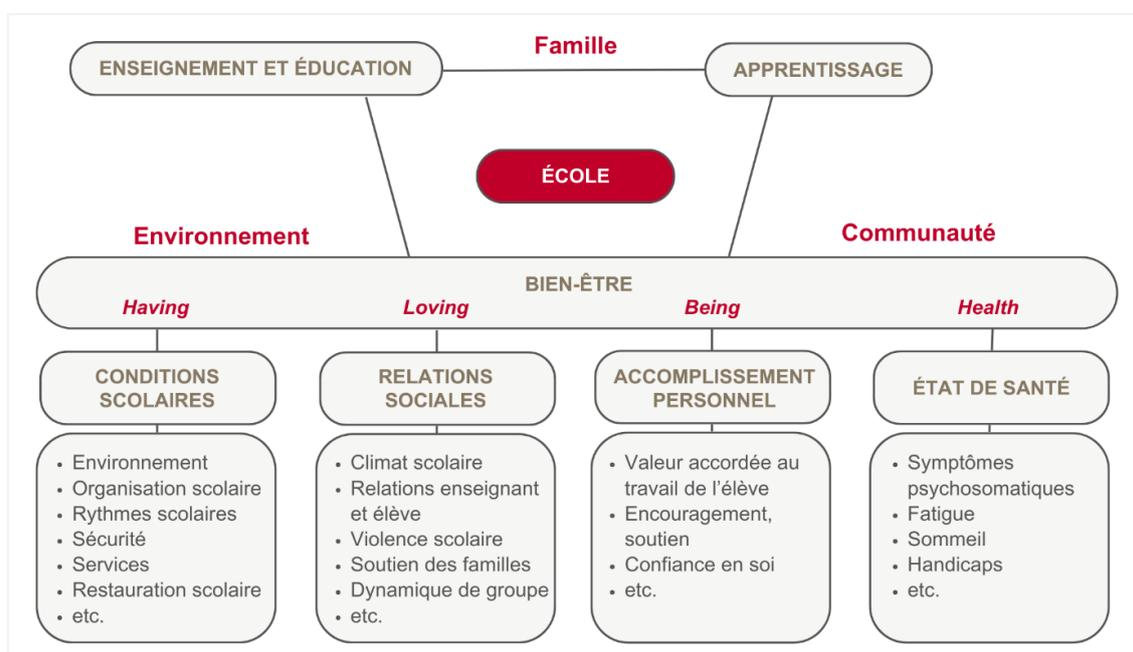 Famille
ENSEIGNEMENT ET ÉDUCATION
APPRENTISSAGE
ÉCOLE
Environnement
Communauté
BIEN-ÊTRE
Having
Loving
Being
Health
CONDITIONS
SCOLAIRES
• Environnement
• Organisation scolaire
• Rythmes scolaires
• Sécurité
• Services
• Restauration scolaire
• etc.
RELATIONS
SOCIALES
• Climat scolaire
• Relations enseignant
et élève
• Violence scolaire
• Soutien des familles
• Dynamique de groupe
• etc.
ACCOMPLISSEMENT
PERSONNEL
• Valeur accordée au
travail de l'élève
• Encouragement,
soutien
• Confiance en soi
• etc.
ÉTAT DE SANTÉ
• Symptômes
psychosomatiques
• Fatigue
• Sommeil
• Handicaps
• etc.